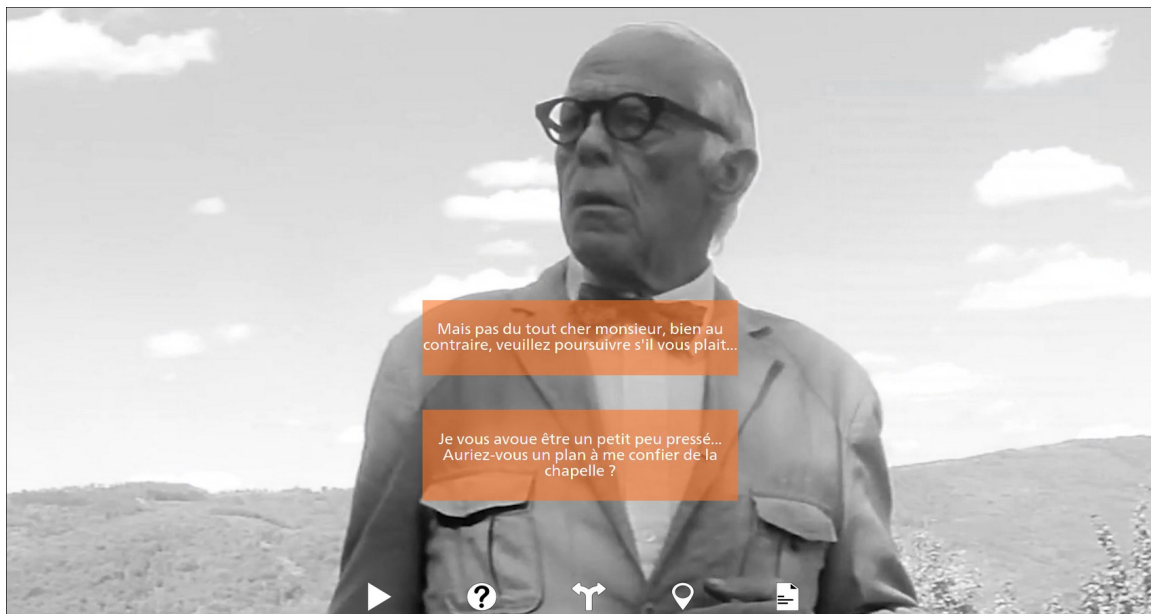 Mais pas du tout cher monsieur, bien au
contraire, veuillez poursuivre s'il vous plait...
Je vous avoue être un petit peu pressé...
Auriez-vous un plan à me confier de la
chapelle ?
?